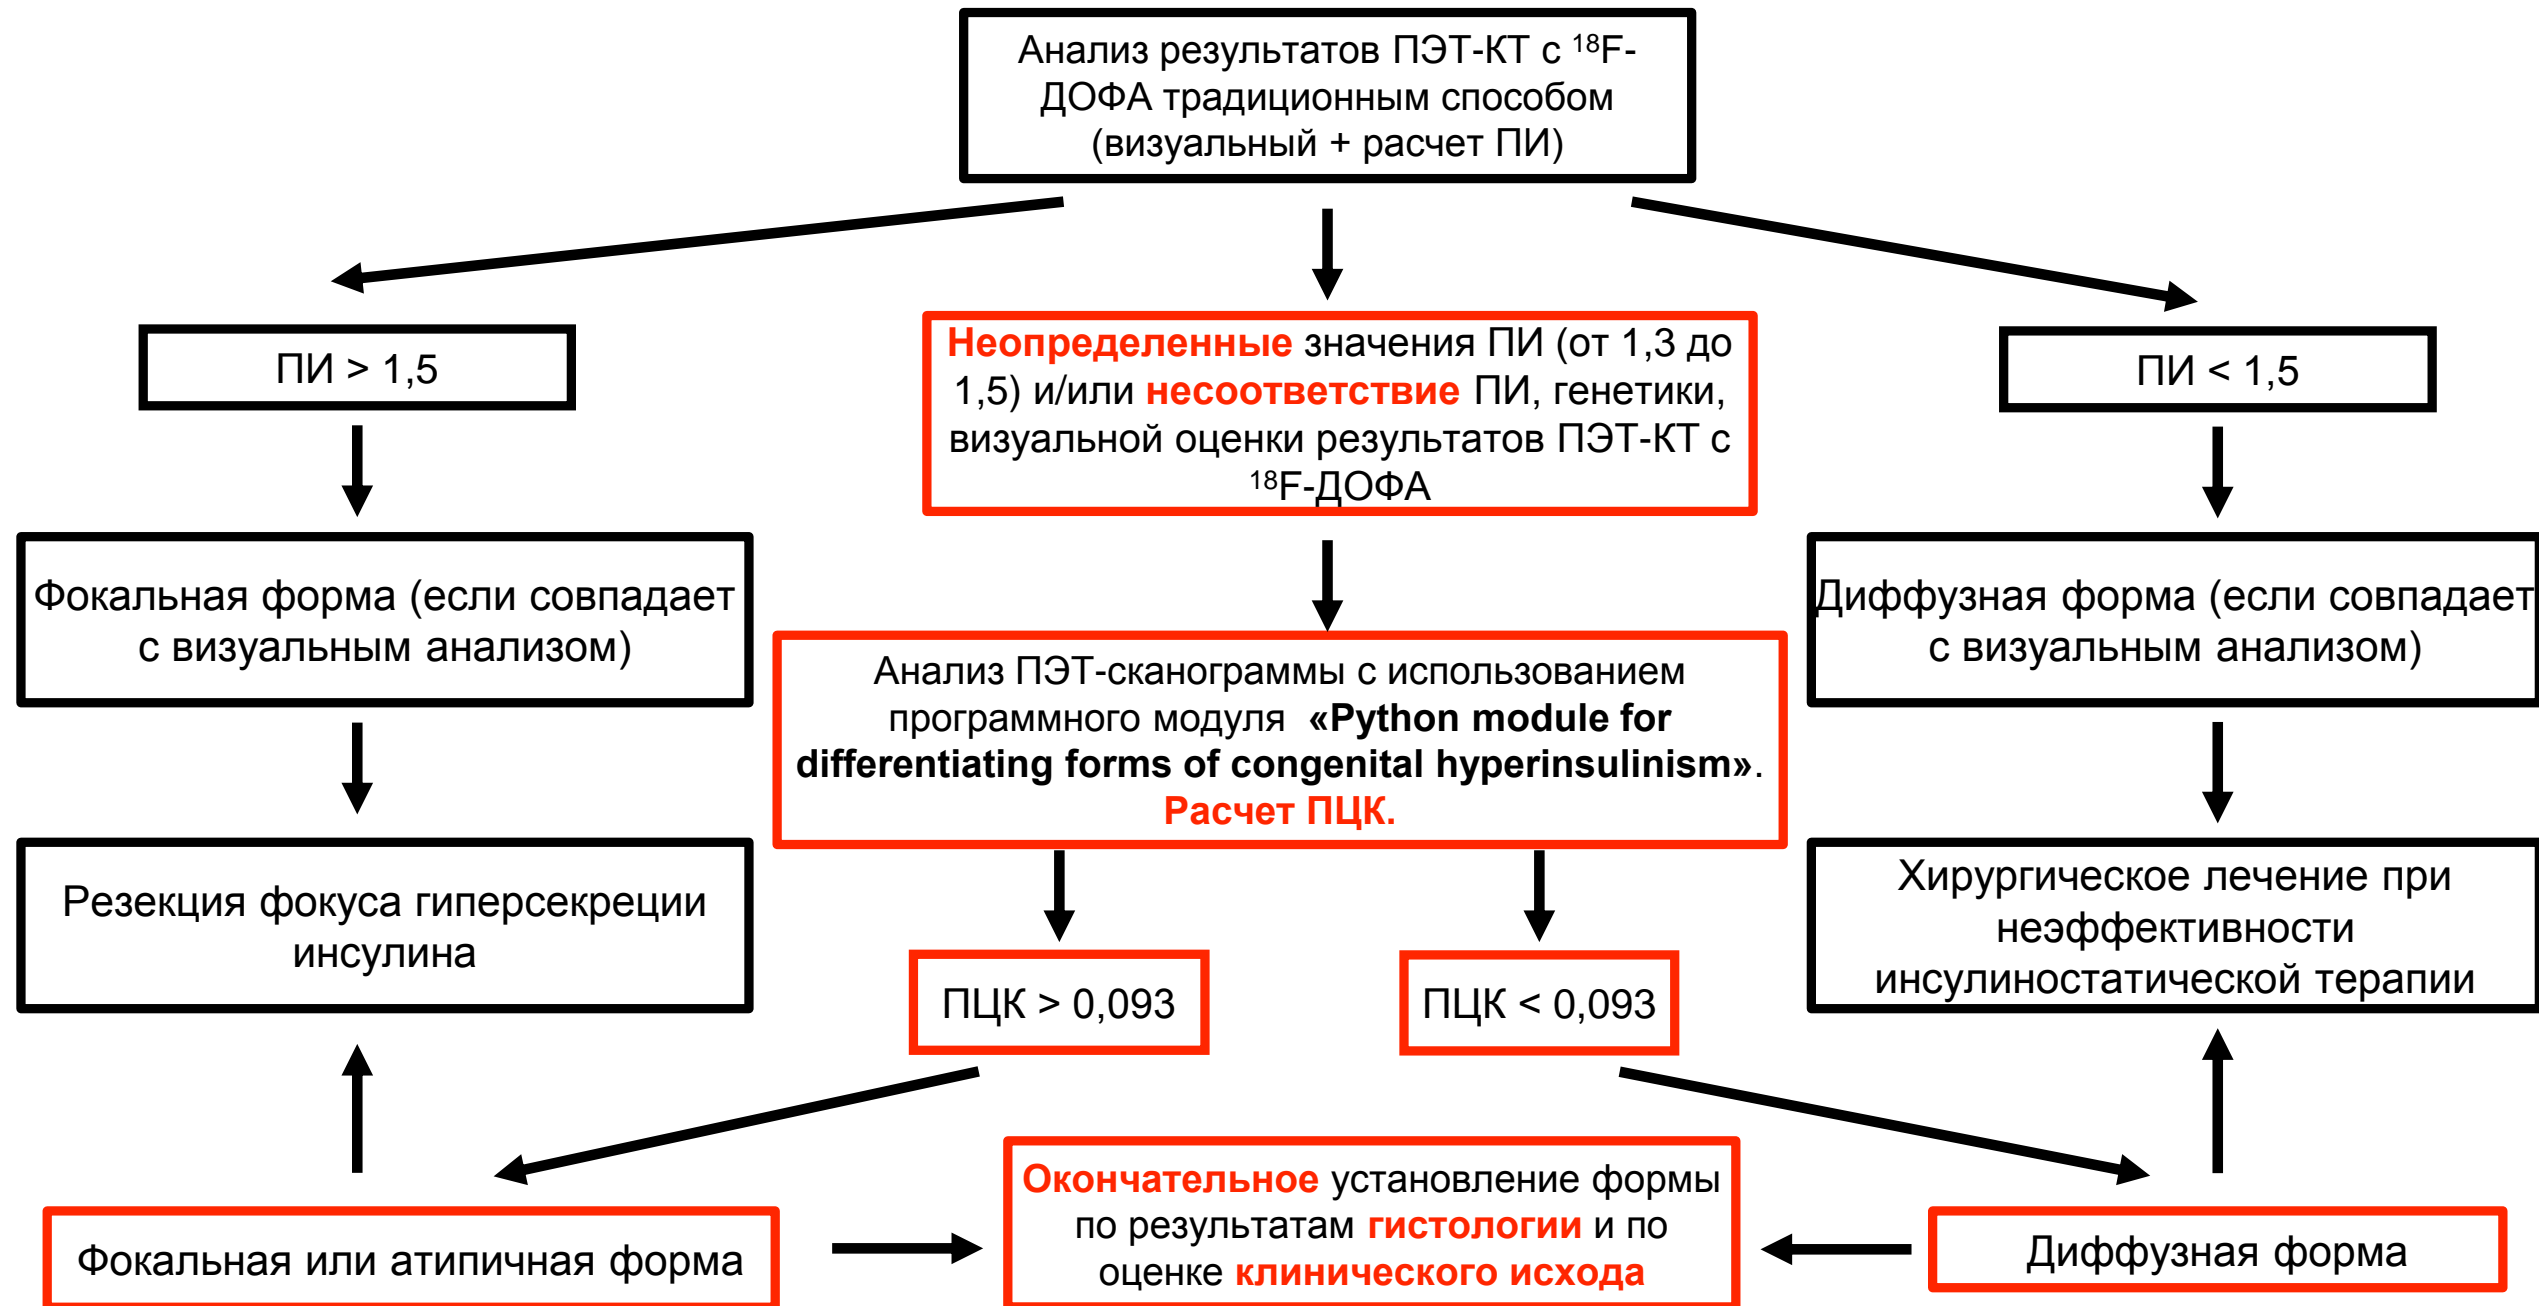 Анализ результатов ПЭТ-КТ с ¹⁸F-
ДОФА традиционным способом
(визуальный + расчет ПИ)
ПИ > 1,5
Неопределенные значения ПИ (от 1,3 до
1,5) и/или несоответствие ПИ, генетики,
визуальной оценки результатов ПЭТ-КТ с
¹⁸F-ДОФА
ПИ < 1,5
Фокальная форма (если совпадает
с визуальным анализом)
Диффузная форма (если совпадает
с визуальным анализом)
Анализ ПЭТ-сканограммы с использованием
программного модуля «Python module for
differentiating forms of congenital hyperinsulinism».
Расчет ПЦК.
Резекция фокуса гиперсекреции
инсулина
Хирургическое лечение при
неэффективности
инсулиностатической терапии
ПЦК > 0,093
ПЦК < 0,093
Фокальная или атипичная форма
Окончательное установление формы
по результатам гистологии и по
оценке клинического исхода
Диффузная форма